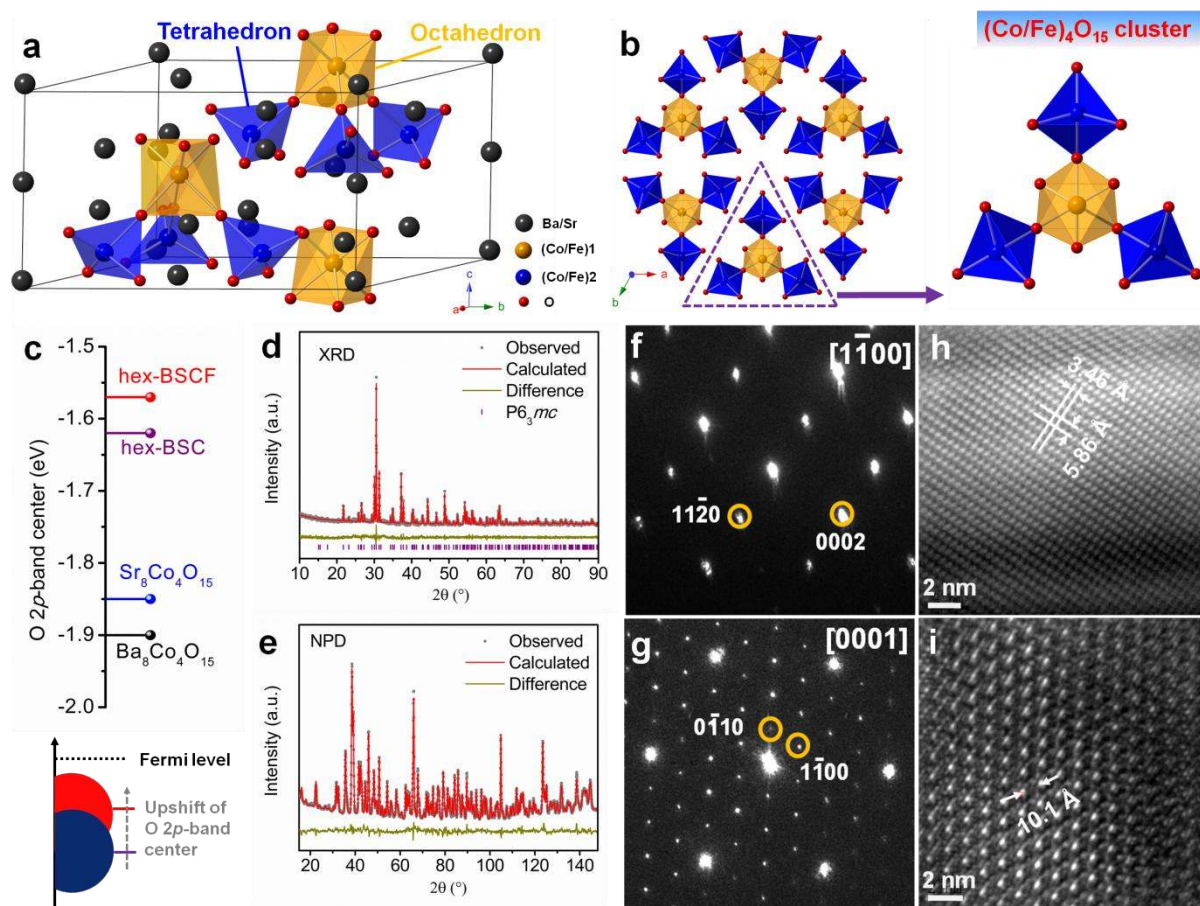 a
Tetrahedron
Octahedron
Ba/Sr
(Co/Fe)1
(Co/Fe)2
O
c
a
b
b
a
b
(Co/Fe)₄O₁₅ cluster
c
O 2p-band center (eV)
-1.5
-1.6
-1.7
-1.8
-1.9
-2.0
hex-BSCF
hex-BSC
Sr₈Co₄O₁₅
Ba₈Co₄O₁₅
Fermi level
Upshift of
O 2p-band
center
d
XRD
Observed
Calculated
Difference
P6₃mc
Intensity (a.u.)
10 20 30 40 50 60 70 80 90
2θ (°)
e
NPD
Observed
Calculated
Difference
Intensity (a.u.)
20 40 60 80 100 120 140
2θ (°)
f
[11̅00]
112̅0
0002
g
[0001]
01̅10
11̅00
h
3.46 Å
5.86 Å
2 nm
i
10.1 Å
2 nm